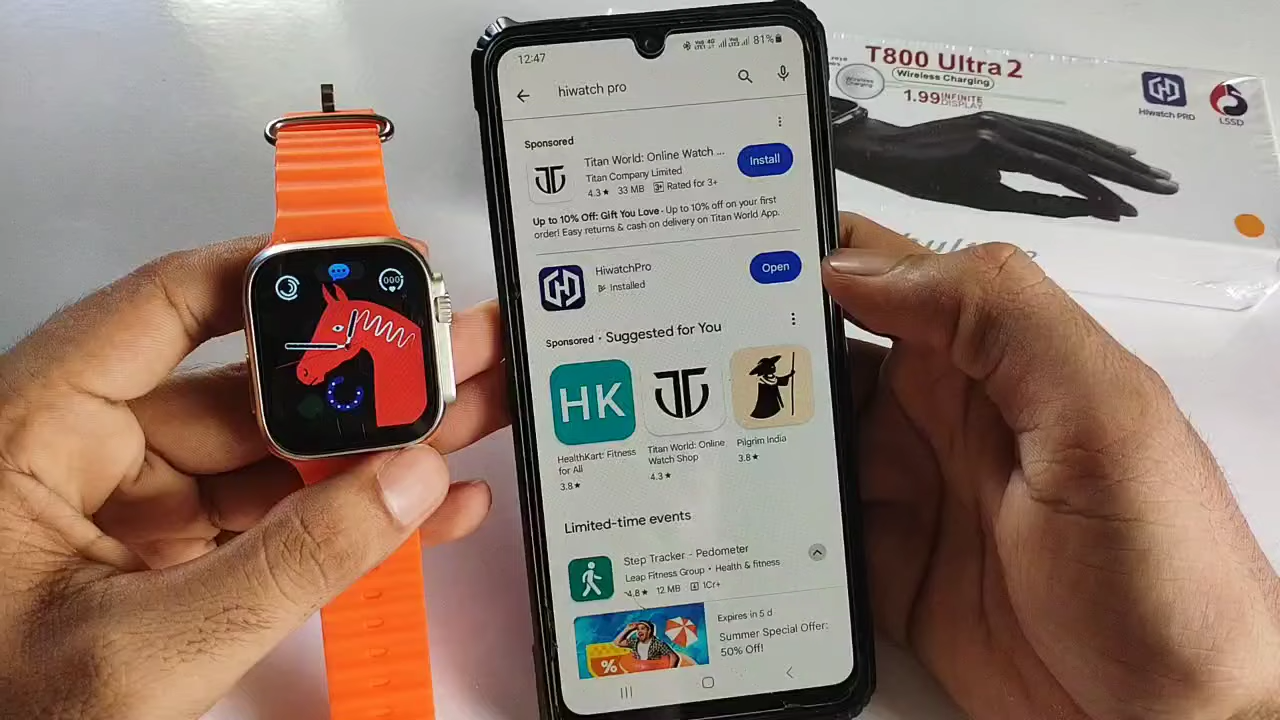 12:47
81%
hiwatch pro
Sponsored
Titan World: Online Watch ...
Titan Company Limited
4.3★ 33 MB 3+ Rated for 3+
Install
Up to 10% Off: Gift You Love - Up to 10% off on your first
order! Easy returns & cash on delivery on Titan World App.
HiwatchPro
Installed
Open
Sponsored • Suggested for You
HK
HealthKart: Fitness
for All
3.8★
Titan World: Online
Watch Shop
4.3★
Pilgrim India
3.8★
Limited-time events
Step Tracker - Pedometer
Leap Fitness Group • Health & fitness
4.8★ 12 MB 1Cr+
%
Expires in 5 d
Summer Special Offer:
50% Off!
000
T800 Ultra2
Wireless
Wireless Charging
1.99 INFINITE
DISPLAY
Hiwatch PRO
LSSD